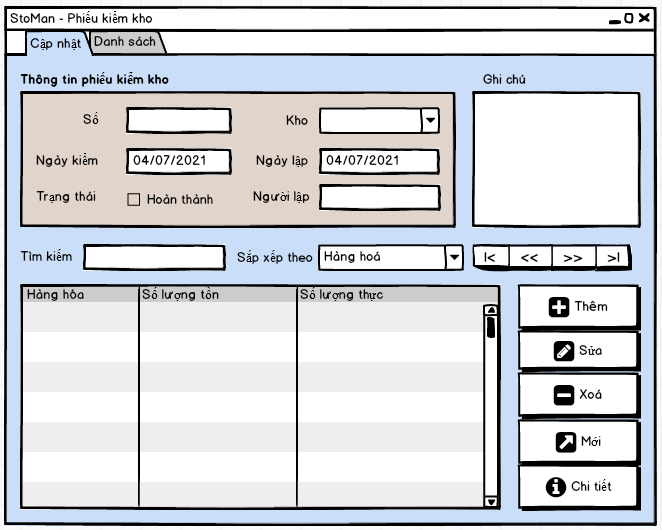 StoMan - Phiếu kiểm kho
Cập nhật
Danh sách
Thông tin phiếu kiểm kho
Ghi chú
Số
Kho
Ngày kiểm
04/07/2021
Ngày lập
04/07/2021
Trạng thái
Hoàn thành
Người lập
Tìm kiếm
Sắp xếp theo
Hàng hoá
|<
<<
>>
>|
Hàng hóa
Số lượng tồn
Số lượng thực
Thêm
Sửa
Xoá
Mới
Chi tiết